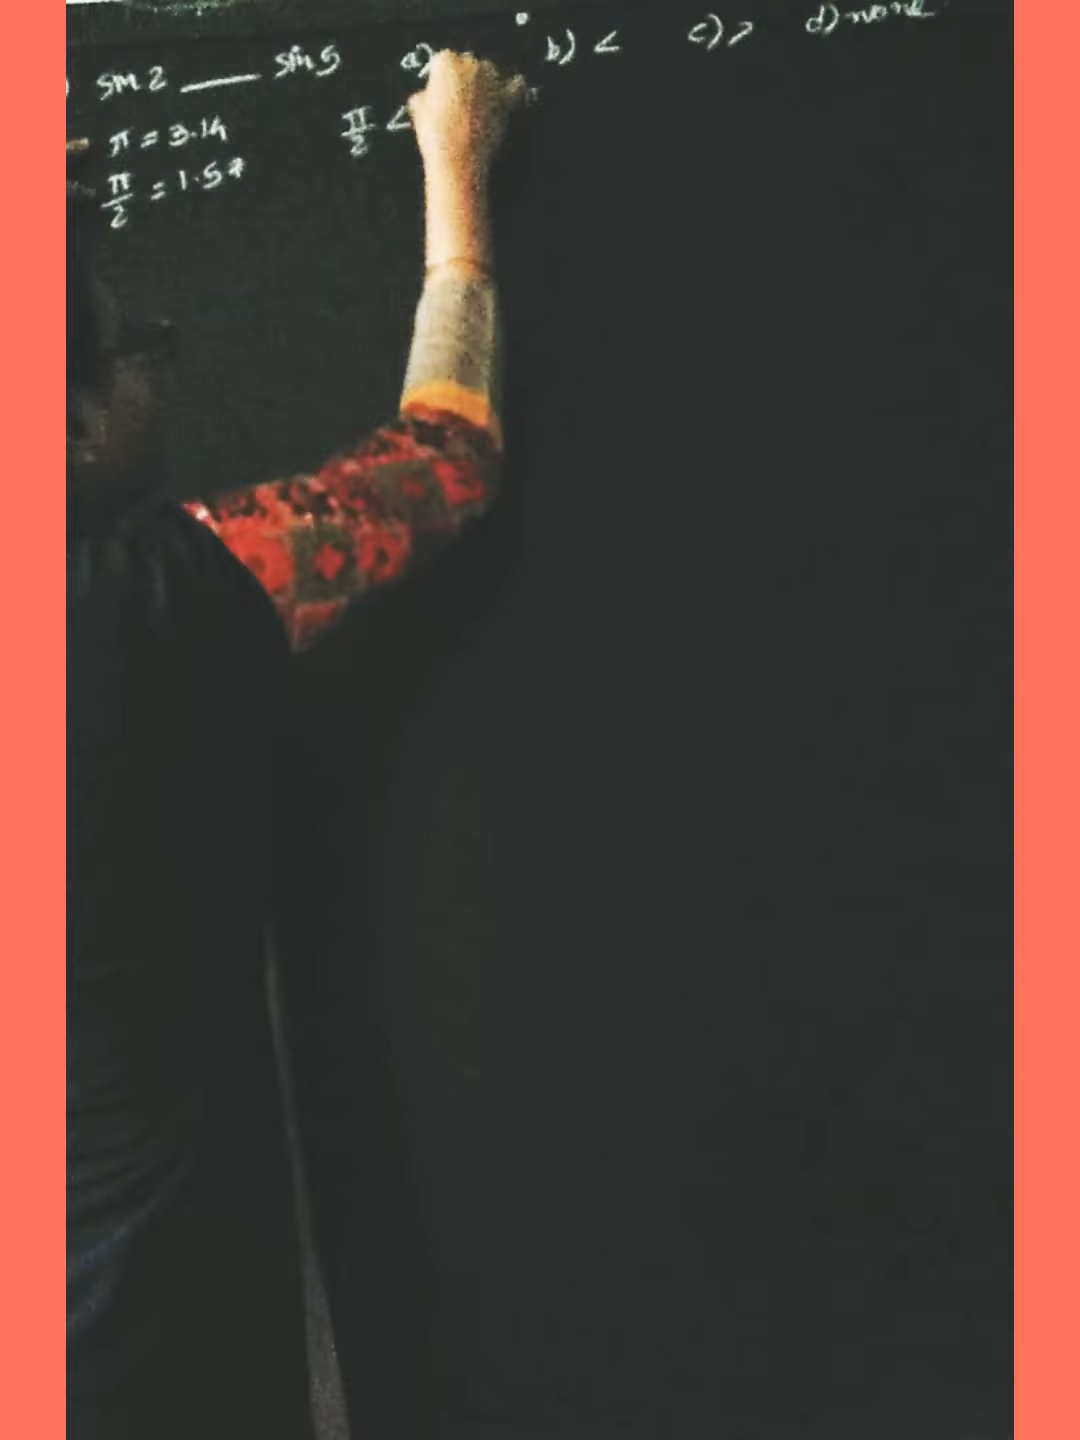 sin 2 ____ sin 5 a) b) < c) > d) none
π = 3.14 π/2 <
π/2 = 1.57